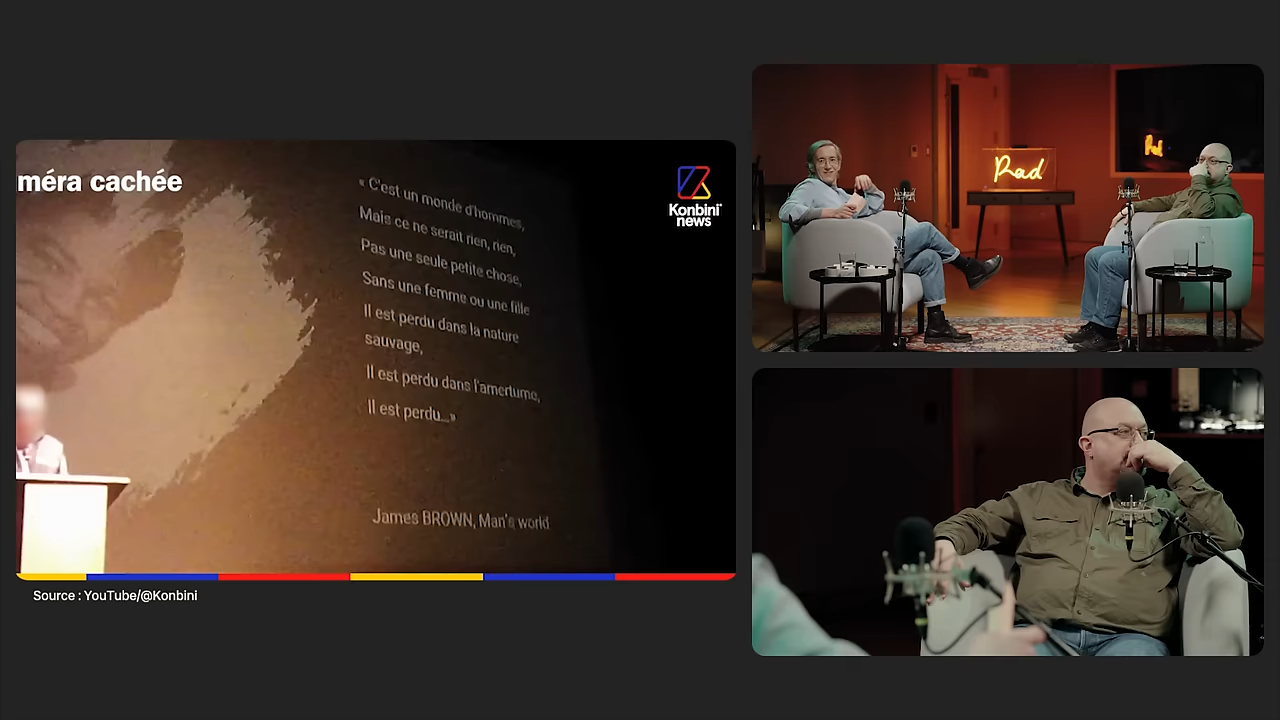 méra cachée
Konbini
news
« C'est un monde d'hommes,
Mais ce ne serait rien, rien,
Pas une seule petite chose,
Sans une femme ou une fille
Il est perdu dans la nature
sauvage,
Il est perdu dans l'amertume,
Il est perdu...»
James BROWN, Man's world
Source : YouTube/@Konbini
Rad
Rad